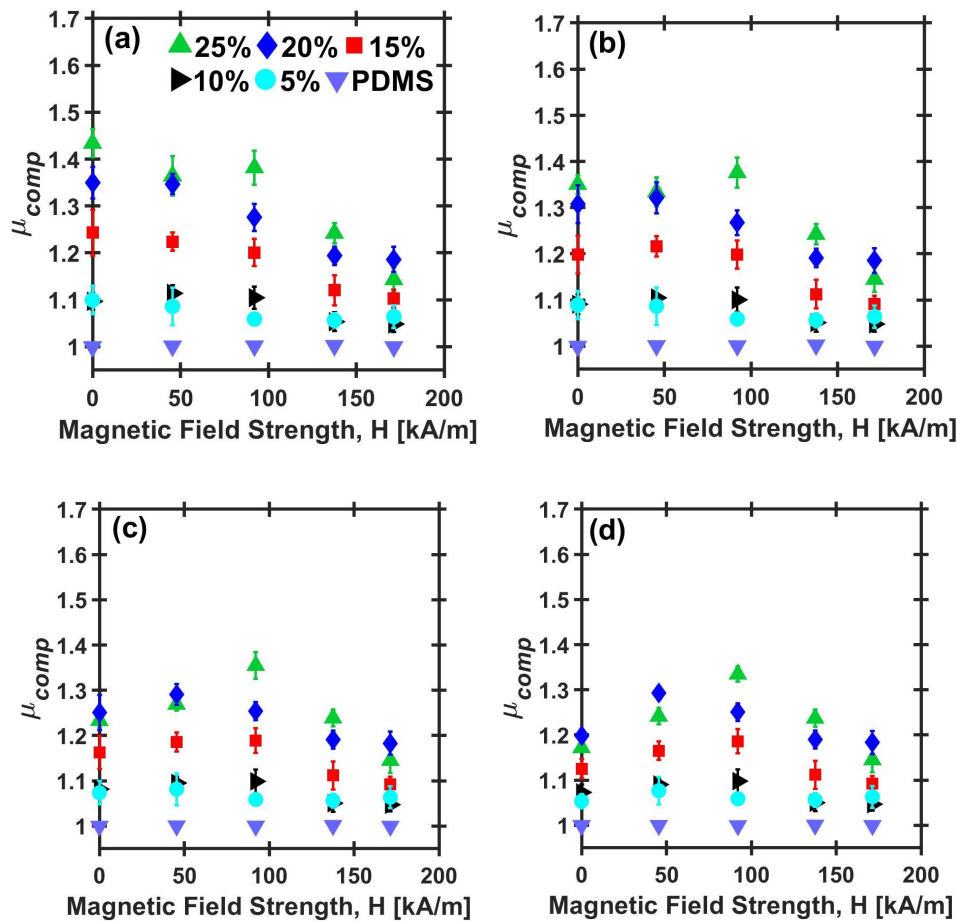 (a)
25% 20% 15%
10% 5% PDMS
1.7
1.6
1.5
1.4
1.3
1.2
1.1
1
μcomp
0 50 100 150 200
Magnetic Field Strength, H [kA/m]
(b)
1.7
1.6
1.5
1.4
1.3
1.2
1.1
1
μcomp
0 50 100 150 200
Magnetic Field Strength, H [kA/m]
(c)
1.7
1.6
1.5
1.4
1.3
1.2
1.1
1
μcomp
0 50 100 150 200
Magnetic Field Strength, H [kA/m]
(d)
1.7
1.6
1.5
1.4
1.3
1.2
1.1
1
μcomp
0 50 100 150 200
Magnetic Field Strength, H [kA/m]